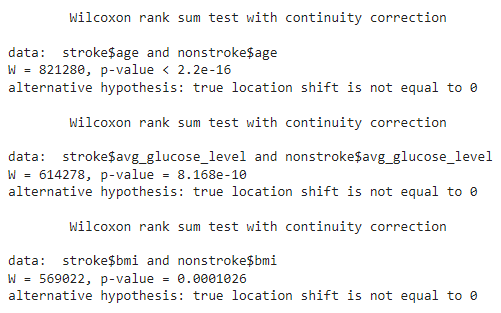 Wilcoxon rank sum test with continuity correction
data:  stroke$age and nonstroke$age
W = 821280, p-value < 2.2e-16
alternative hypothesis: true location shift is not equal to 0
Wilcoxon rank sum test with continuity correction
data:  stroke$avg_glucose_level and nonstroke$avg_glucose_level
W = 614278, p-value = 8.168e-10
alternative hypothesis: true location shift is not equal to 0
Wilcoxon rank sum test with continuity correction
data:  stroke$bmi and nonstroke$bmi
W = 569022, p-value = 0.0001026
alternative hypothesis: true location shift is not equal to 0